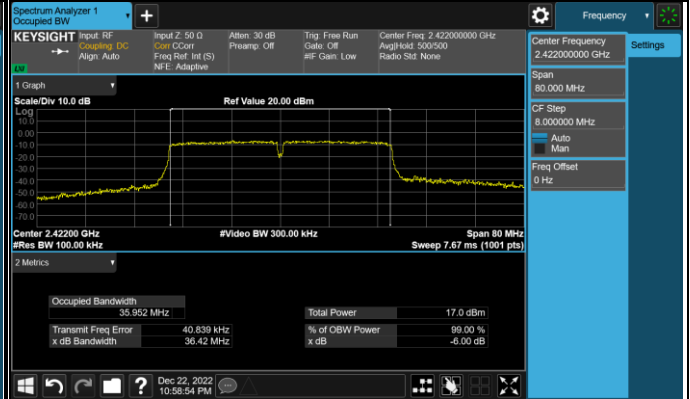 Spectrum Analyzer 1
Occupied BW
+
Frequency
KEYSIGHT
Input: RF
Coupling: DC
Align: Auto
Input Z: 50 Ω
Corr CCorr
Freq Ref: Int (S)
NFE: Adaptive
Atten: 30 dB
Preamp: Off
Trig: Free Run
Gate: Off
#IF Gain: Low
Center Freq: 2.422000000 GHz
Avg|Hold: 500/500
Radio Std: None
Center Frequency
2.422000000 GHz
Settings
Span
80.000 MHz
CF Step
8.000000 MHz
Auto
Man
Freq Offset
0 Hz
1 Graph
Scale/Div 10.0 dB
Ref Value 20.00 dBm
Log
10.0
0.00
-10.0
-20.0
-30.0
-40.0
-50.0
-60.0
-70.0
Center 2.42200 GHz
#Video BW 300.00 kHz
Span 80 MHz
#Res BW 100.00 kHz
Sweep 7.67 ms (1001 pts)
2 Metrics
Occupied Bandwidth
35.952 MHz
Total Power 17.0 dBm
Transmit Freq Error 40.839 kHz
% of OBW Power 99.00 %
x dB Bandwidth 36.42 MHz
x dB -6.00 dB
?
Dec 22, 2022
10:58:54 PM